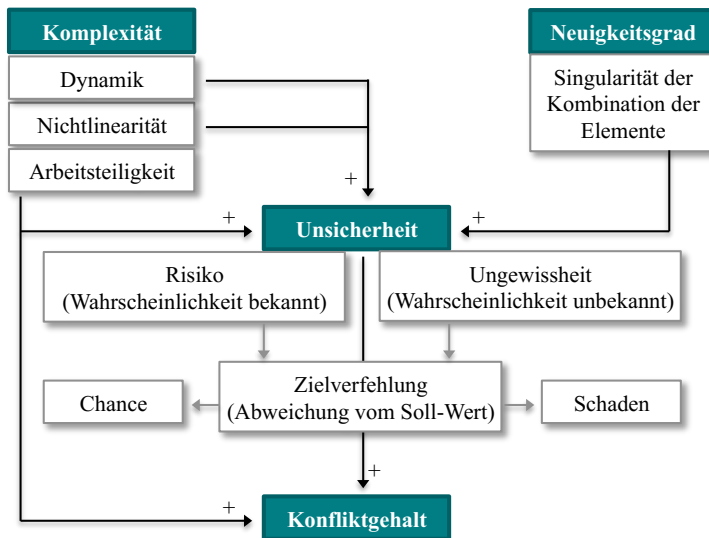 Komplexität
Neuigkeitsgrad
Dynamik
Nichtlinearität
Arbeitsteiligkeit
Singularität der
Kombination der
Elemente
+
+
+
Unsicherheit
Risiko
(Wahrscheinlichkeit bekannt)
Ungewissheit
(Wahrscheinlichkeit unbekannt)
Chance
Zielverfehlung
(Abweichung vom Soll-Wert)
Schaden
+
+
Konfliktgehalt